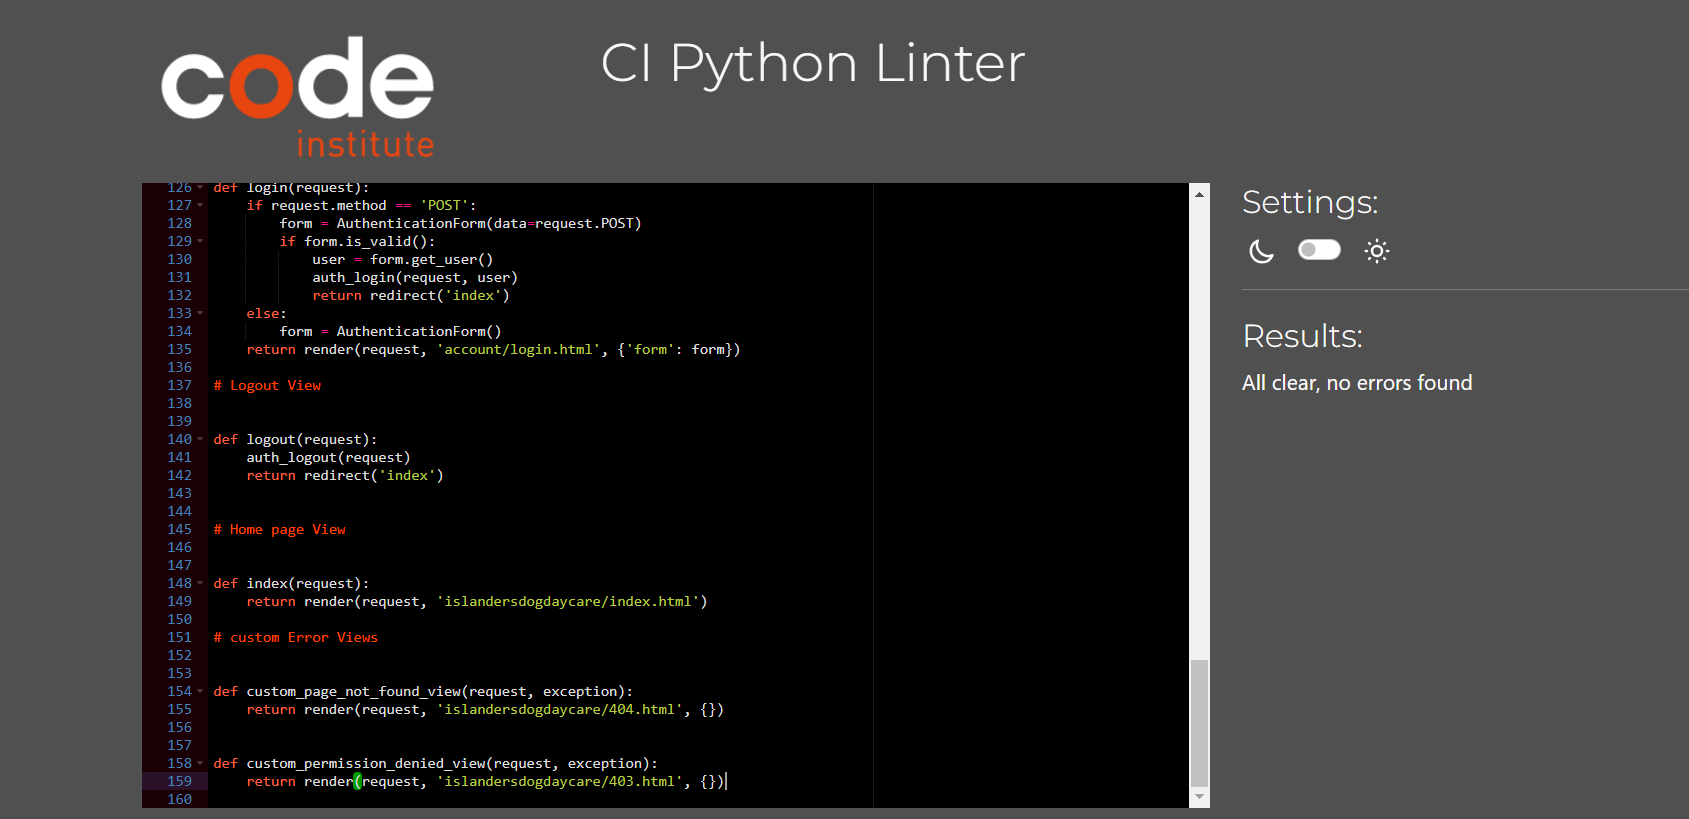 code
institute
CI Python Linter
126 def login(request):
127     if request.method == 'POST':
128         form = AuthenticationForm(data=request.POST)
129         if form.is_valid():
130             user = form.get_user()
131             auth_login(request, user)
132             return redirect('index')
133     else:
134         form = AuthenticationForm()
135     return render(request, 'account/login.html', {'form': form})
136
137 # Logout View
138
139
140 def logout(request):
141     auth_logout(request)
142     return redirect('index')
143
144
145 # Home page View
146
147
148 def index(request):
149     return render(request, 'islandersdogdaycare/index.html')
150
151 # custom Error Views
152
153
154 def custom_page_not_found_view(request, exception):
155     return render(request, 'islandersdogdaycare/404.html', {})
156
157
158 def custom_permission_denied_view(request, exception):
159     return render(request, 'islandersdogdaycare/403.html', {})
160
Settings:
Results:
All clear, no errors found